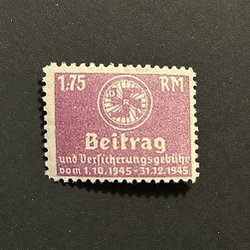 1.75 RM
Beitrag
und Versicherungsgebühr
vom 1.10.1945-31.12.1945